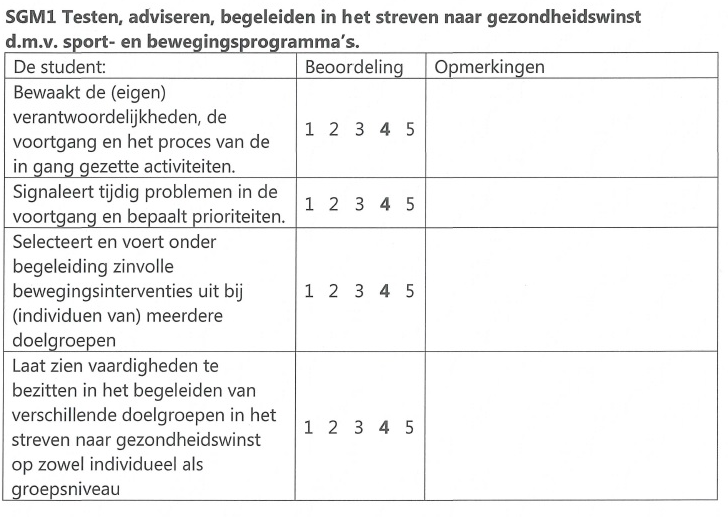 SGM1 Testen, adviseren, begeleiden in het streven naar gezondheidswinst
d.m.v. sport- en bewegingsprogramma's.
De student: Beoordeling Opmerkingen
Bewaakt de (eigen)
verantwoordelijkheden, de
voortgang en het proces van de
in gang gezette activiteiten.
1 2 3 4 5
Signaleert tijdig problemen in de
voortgang en bepaalt prioriteiten.
1 2 3 4 5
Selecteert en voert onder
begeleiding zinvolle
bewegingsinterventies uit bij
(individuen van) meerdere
doelgroepen
1 2 3 4 5
Laat zien vaardigheden te
bezitten in het begeleiden van
verschillende doelgroepen in het
streven naar gezondheidswinst
op zowel individueel als
groepsniveau
1 2 3 4 5